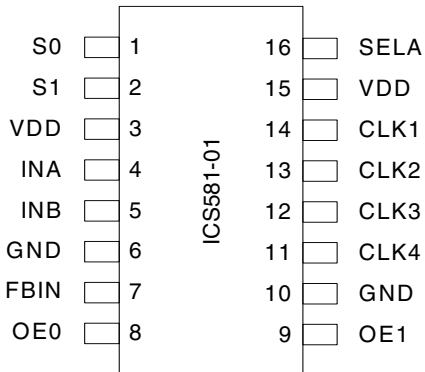 S0 1 16 SELA
S1 2 15 VDD
VDD 3 14 CLK1
INA 4 13 CLK2
INB 5 12 CLK3
GND 6 11 CLK4
FBIN 7 10 GND
OE0 8 9 OE1
ICS581-01